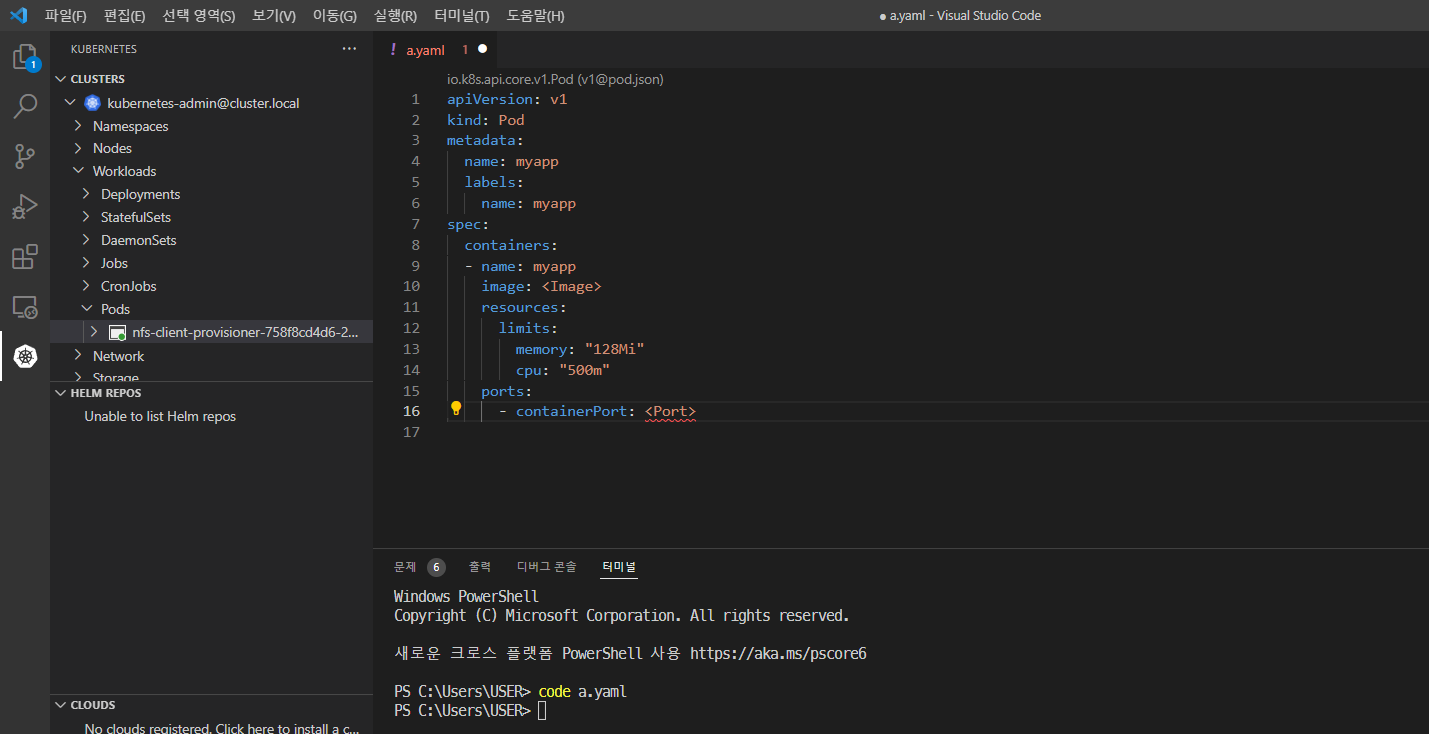 파일(F) 편집(E) 선택 영역(S) 보기(V) 이동(G) 실행(R) 터미널(T) 도움말(H)
● a.yaml - Visual Studio Code
1
KUBERNETES ···
CLUSTERS
kubernetes-admin@cluster.local
Namespaces
Nodes
Workloads
Deployments
StatefulSets
DaemonSets
Jobs
CronJobs
Pods
nfs-client-provisioner-758f8cd4d6-2...
Network
Storage
HELM REPOS
Unable to list Helm repos
CLOUDS
No clouds registered. Click here to install a c...
! a.yaml 1 ●
io.k8s.api.core.v1.Pod (v1@pod.json)
1 apiVersion: v1
2 kind: Pod
3 metadata:
4 name: myapp
5 labels:
6 name: myapp
7 spec:
8 containers:
9 - name: myapp
10 image: <Image>
11 resources:
12 limits:
13 memory: "128Mi"
14 cpu: "500m"
15 ports:
16 - containerPort: <Port>
17
문제 6 출력 디버그 콘솔 터미널
Windows PowerShell
Copyright (C) Microsoft Corporation. All rights reserved.
새로운 크로스 플랫폼 PowerShell 사용 https://aka.ms/pscore6
PS C:\Users\USER> code a.yaml
PS C:\Users\USER>